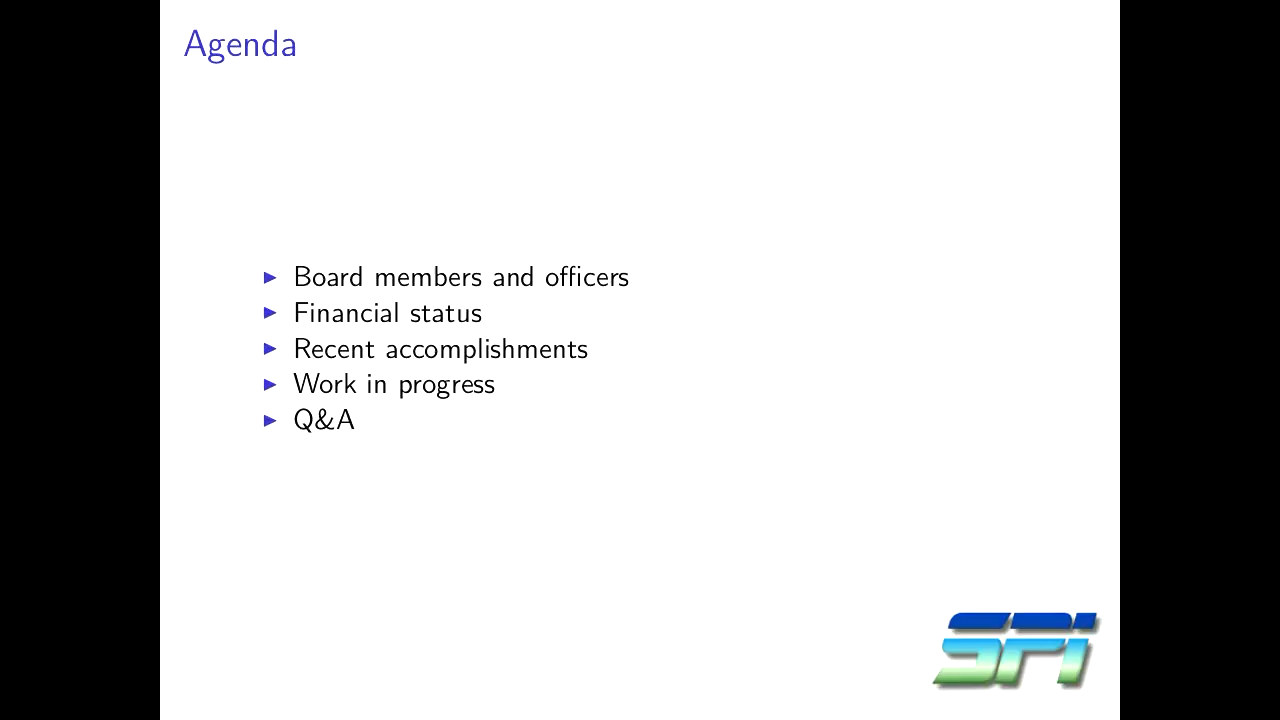 Agenda
Board members and officers
Financial status
Recent accomplishments
Work in progress
Q&A
SPi